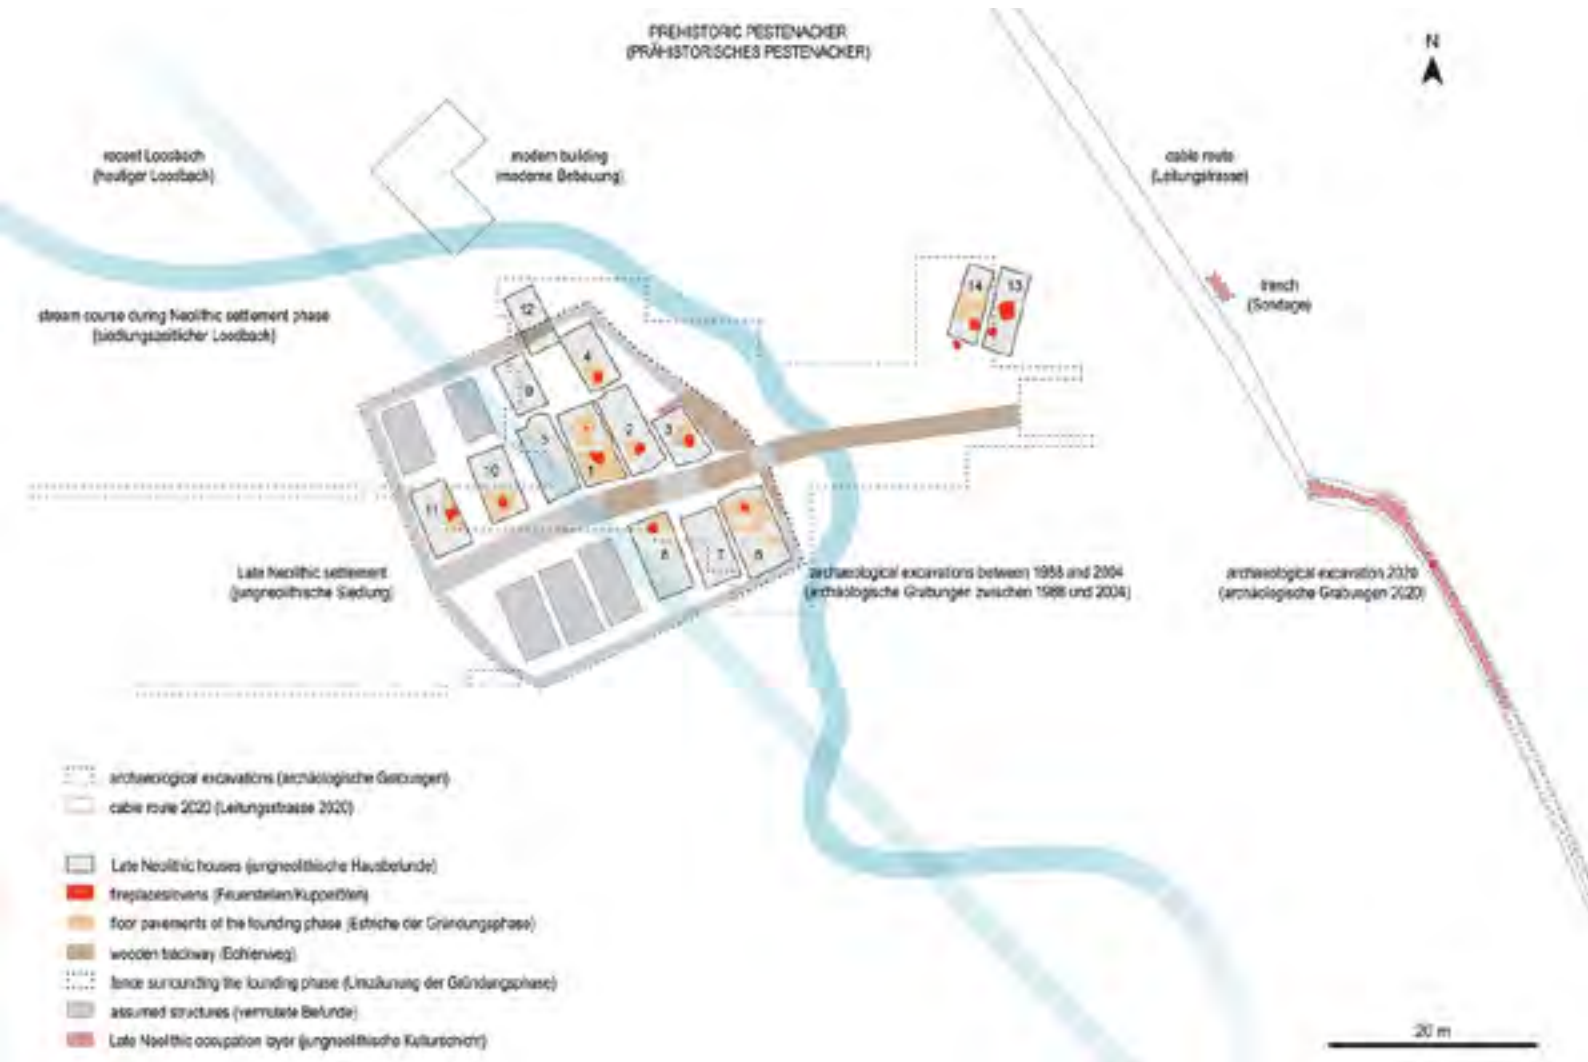 PREHISTORIC PESTENACKER
(PRÄHISTORISCHES PESTENACKER)
N
recent Loosbach
(heutiger Loosbach)
modern building
(moderne Bebauung)
cable route
(Leitungstrasse)
trench
(Sondage)
stream course during Neolithic settlement phase
(siedlungszeitlicher Loosbach)
14
13
12
4
9
2
3
5
1
10
11
6
7
8
Late Neolithic settlement
(jungneolithische Siedlung)
archaeological excavations between 1988 and 2004
(archäologische Grabungen zwischen 1988 und 2004)
archaeological excavation 2020
(archäologische Grabungen 2020)
archaeological excavations (archäologische Grabungen)
cable route 2020 (Leitungsstrasse 2020)
Late Neolithic houses (jungneolithische Hausbefunde)
fireplaces/ovens (Feuerstellen/Kuppelöfen)
floor pavements of the founding phase (Estriche der Gründungsphase)
wooden trackway (Bohlenweg)
fence surrounding the founding phase (Umzäunung der Gründungsphase)
assumed structures (vermutete Befunde)
Late Neolithic occupation layer (jungneolithische Kulturschicht)
20 m